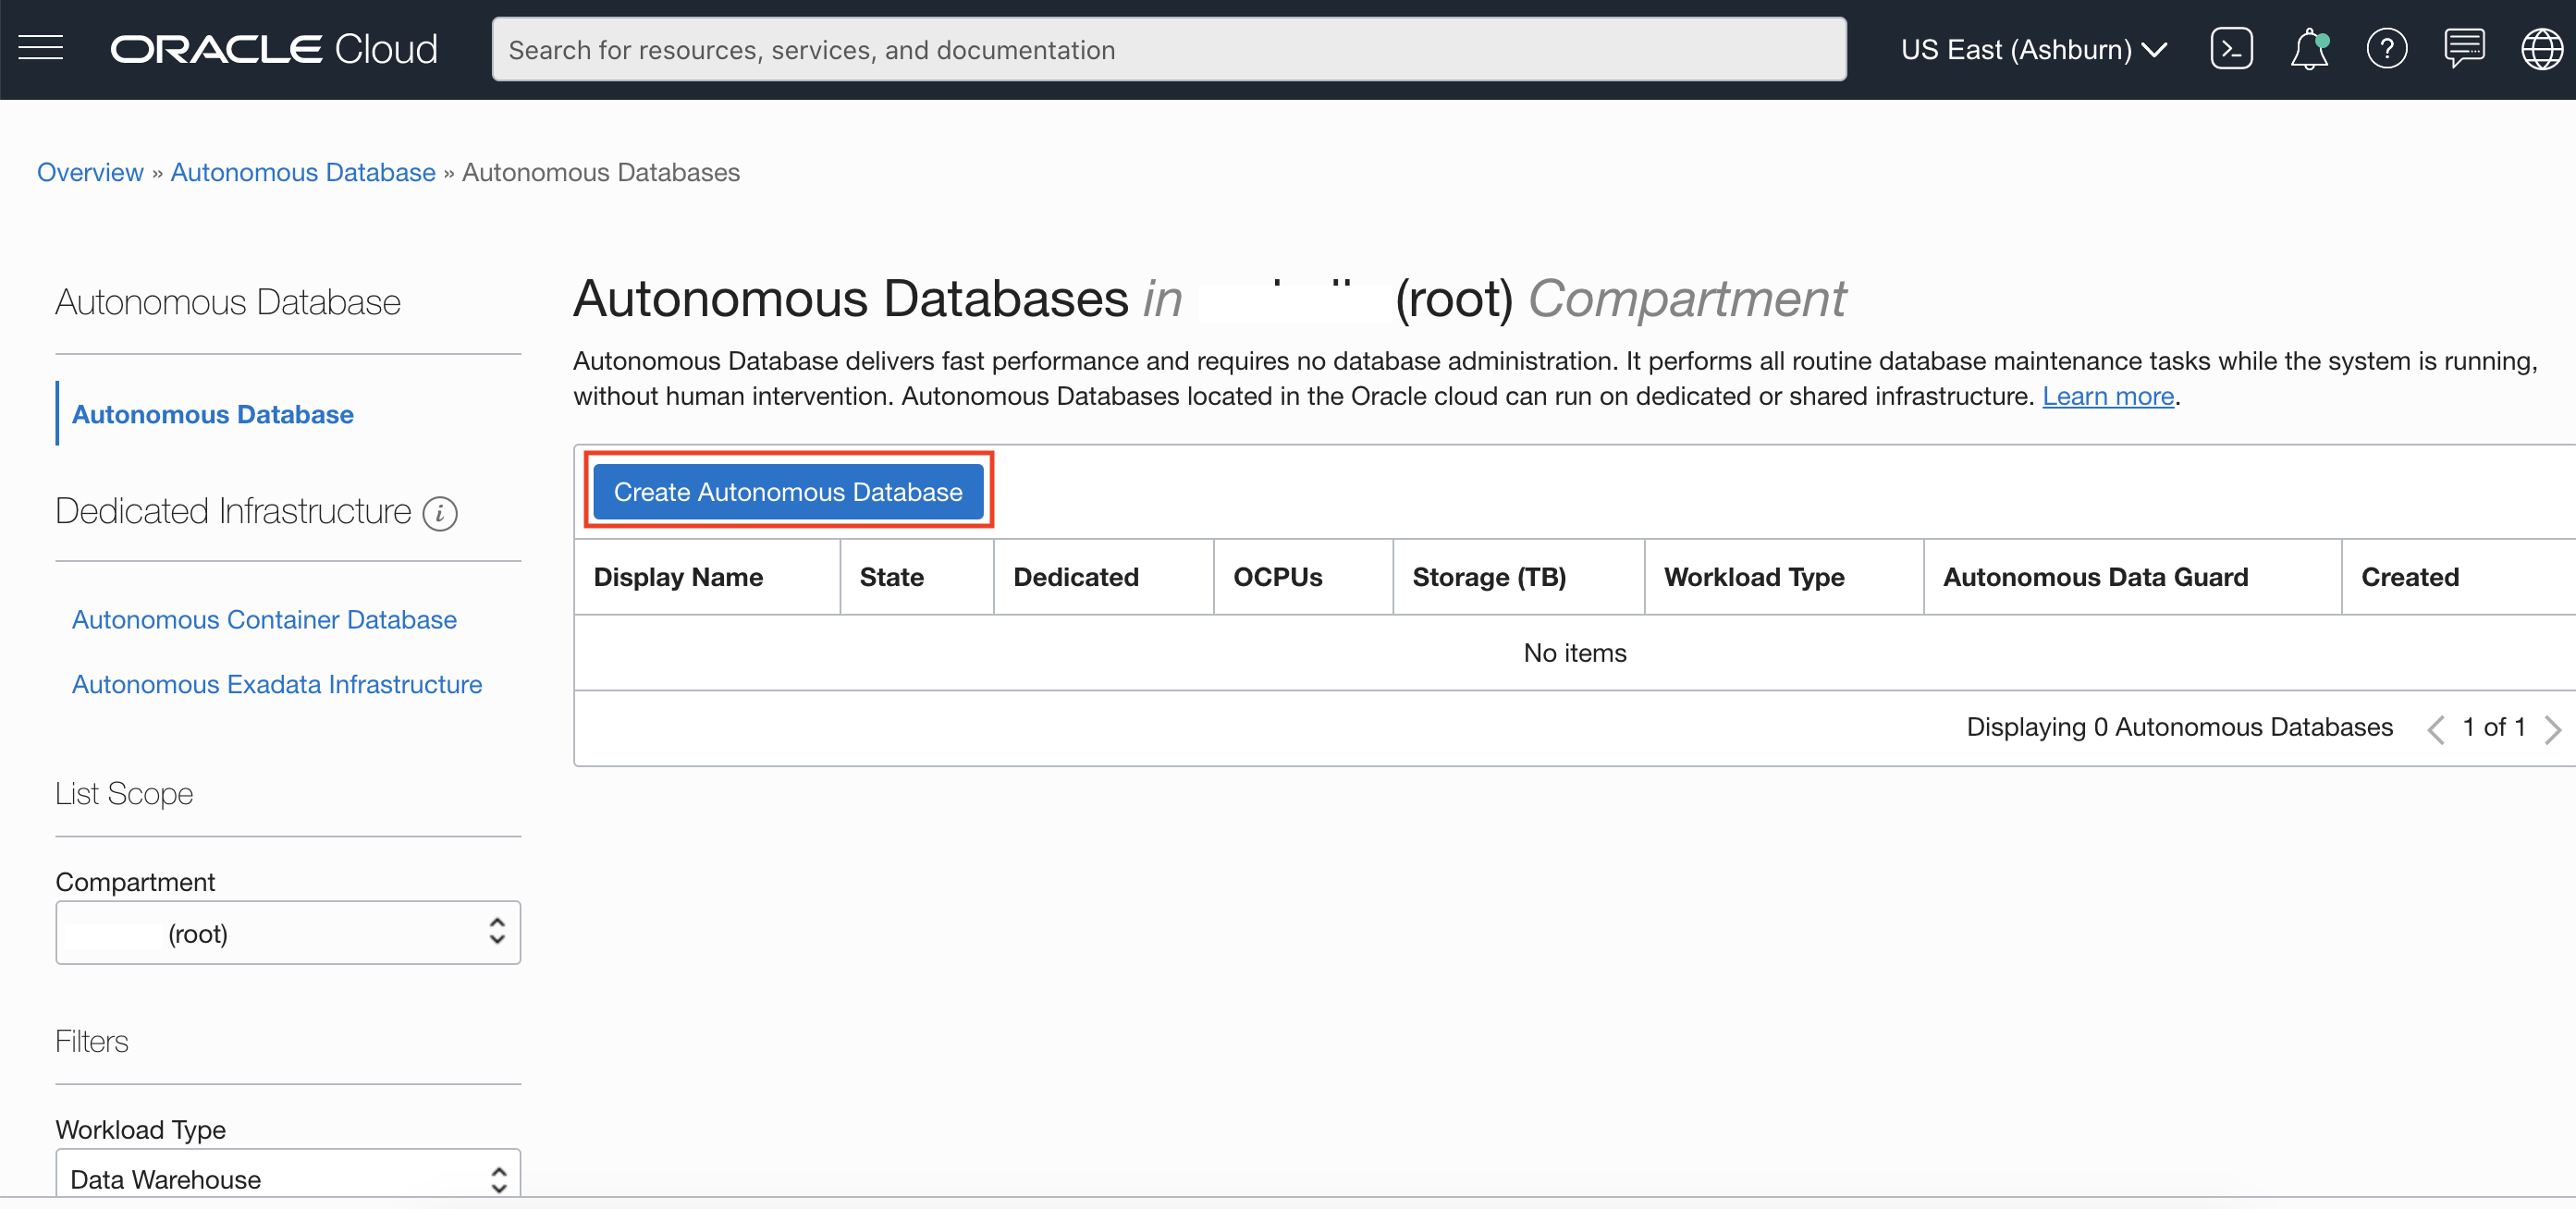 ORACLE Cloud
Search for resources, services, and documentation
US East (Ashburn)
Overview » Autonomous Database » Autonomous Databases
Autonomous Database
Autonomous Database
Dedicated Infrastructure i
Autonomous Container Database
Autonomous Exadata Infrastructure
List Scope
Compartment
(root)
Filters
Workload Type
Data Warehouse
Autonomous Databases in (root) Compartment
Autonomous Database delivers fast performance and requires no database administration. It performs all routine database maintenance tasks while the system is running,
without human intervention. Autonomous Databases located in the Oracle cloud can run on dedicated or shared infrastructure. Learn more.
Create Autonomous Database
Display Name State Dedicated OCPUs Storage (TB) Workload Type Autonomous Data Guard Created
No items
Displaying 0 Autonomous Databases < 1 of 1 >